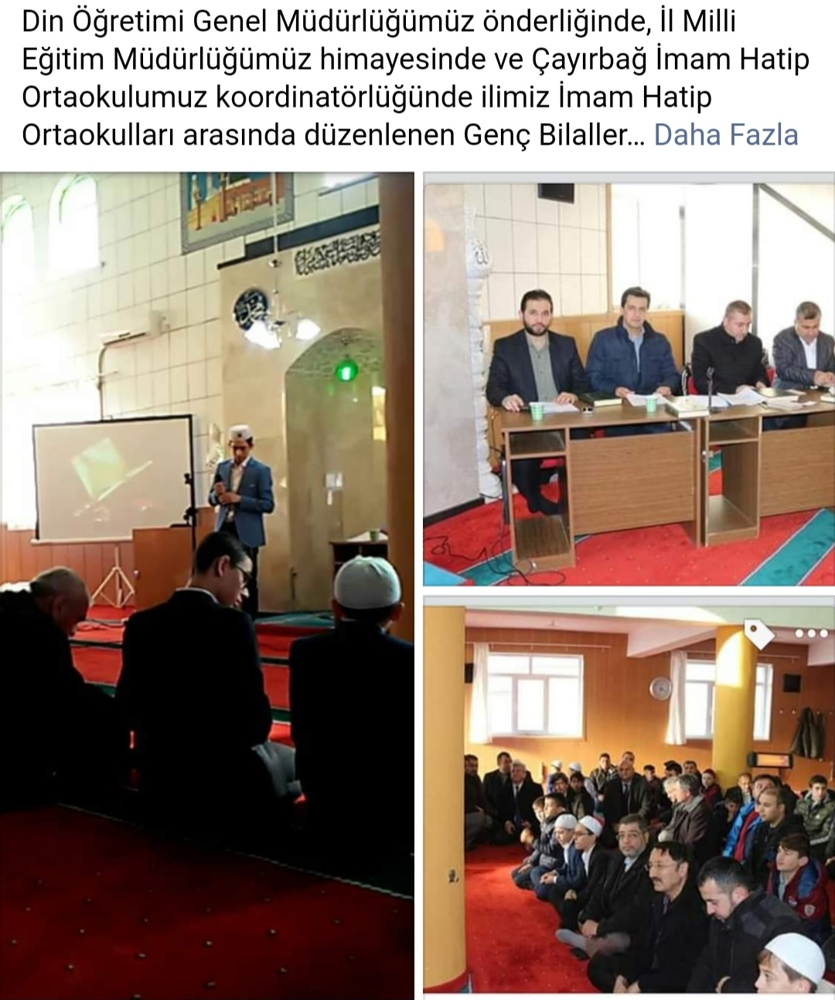 Din Öğretimi Genel Müdürlüğümüz önderliğinde, İl Milli
Eğitim Müdürlüğümüz himayesinde ve Çayırbağ İmam Hatip
Ortaokulumuz koordinatörlüğünde ilimiz İmam Hatip
Ortaokulları arasında düzenlenen Genç Bilaller... Daha Fazla